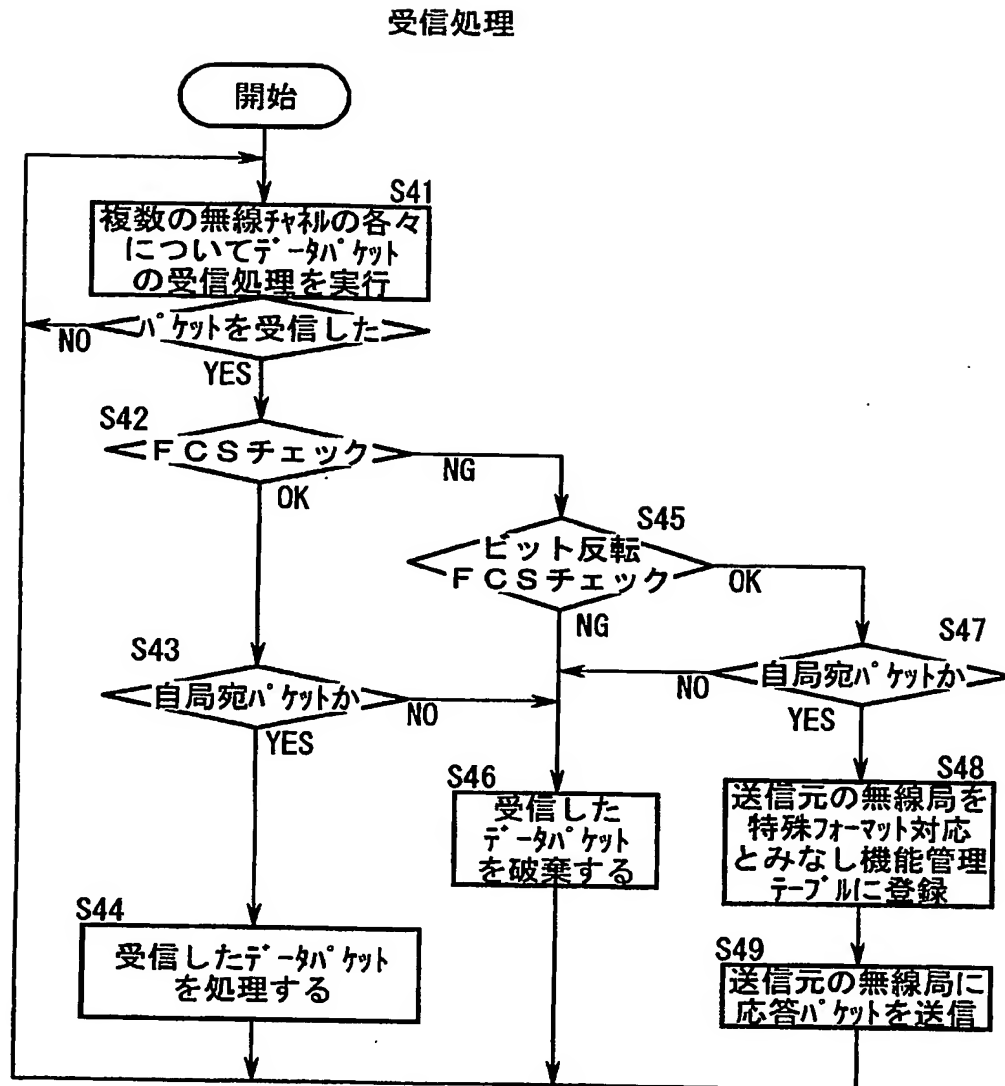 受信処理
開始
S41
複数の無線ﾁｬﾈﾙの各々
についてﾃﾞｰﾀﾊﾟｹｯﾄ
の受信処理を実行
ﾊﾟｹｯﾄを受信した
NO
YES
S42
ＦＣＳチェック
NG
OK
S45
ビット反転
ＦＣＳチェック
OK
NG
S43
自局宛ﾊﾟｹｯﾄか
NO
YES
S47
自局宛ﾊﾟｹｯﾄか
NO
YES
S46
受信した
ﾃﾞｰﾀﾊﾟｹｯﾄ
を破棄する
S48
送信元の無線局を
特殊ﾌｫｰﾏｯﾄ対応
とみなし機能管理
ﾃｰﾌﾞﾙに登録
S44
受信したﾃﾞｰﾀﾊﾟｹｯﾄ
を処理する
S49
送信元の無線局に
応答ﾊﾟｹｯﾄを送信